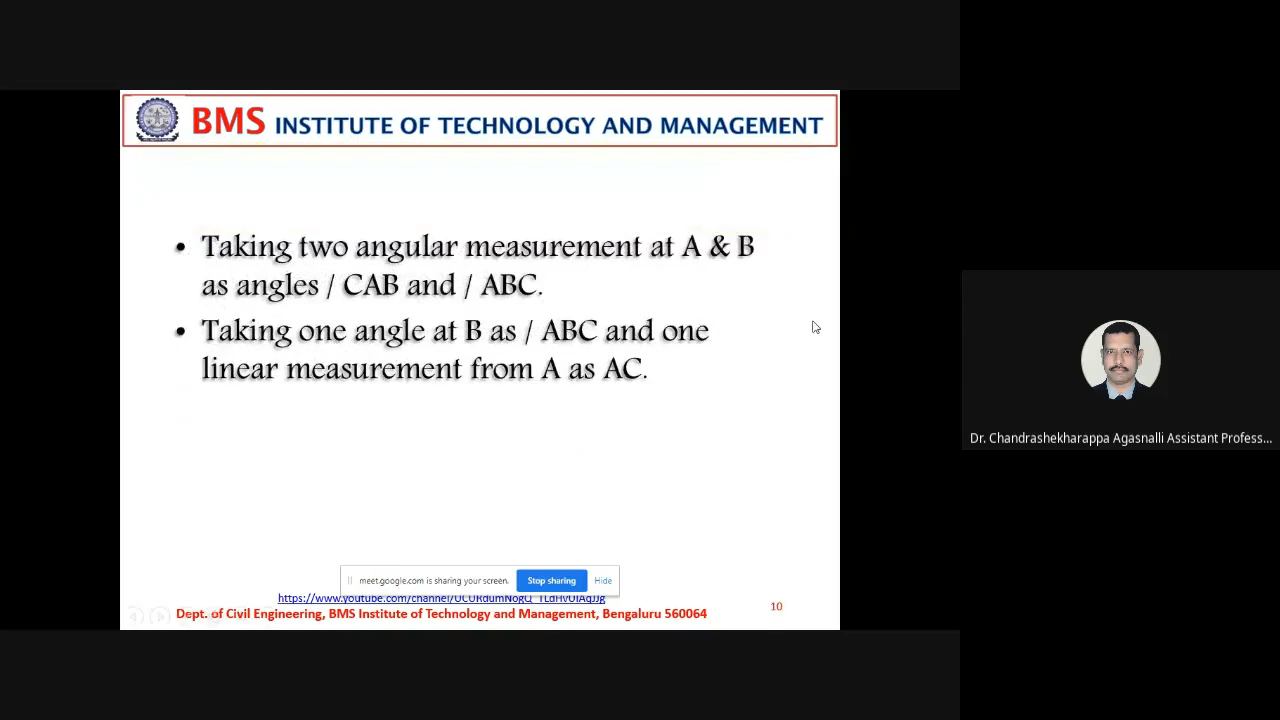 BMS INSTITUTE OF TECHNOLOGY AND MANAGEMENT
• Taking two angular measurement at A & B
as angles / CAB and / ABC.
• Taking one angle at B as / ABC and one
linear measurement from A as AC.
Dr. Chandrashekharappa Agasnalli Assistant Profess...
meet.google.com is sharing your screen. Stop sharing Hide
Dept. of Civil Engineering, BMS Institute of Technology and Management, Bengaluru 560064
10